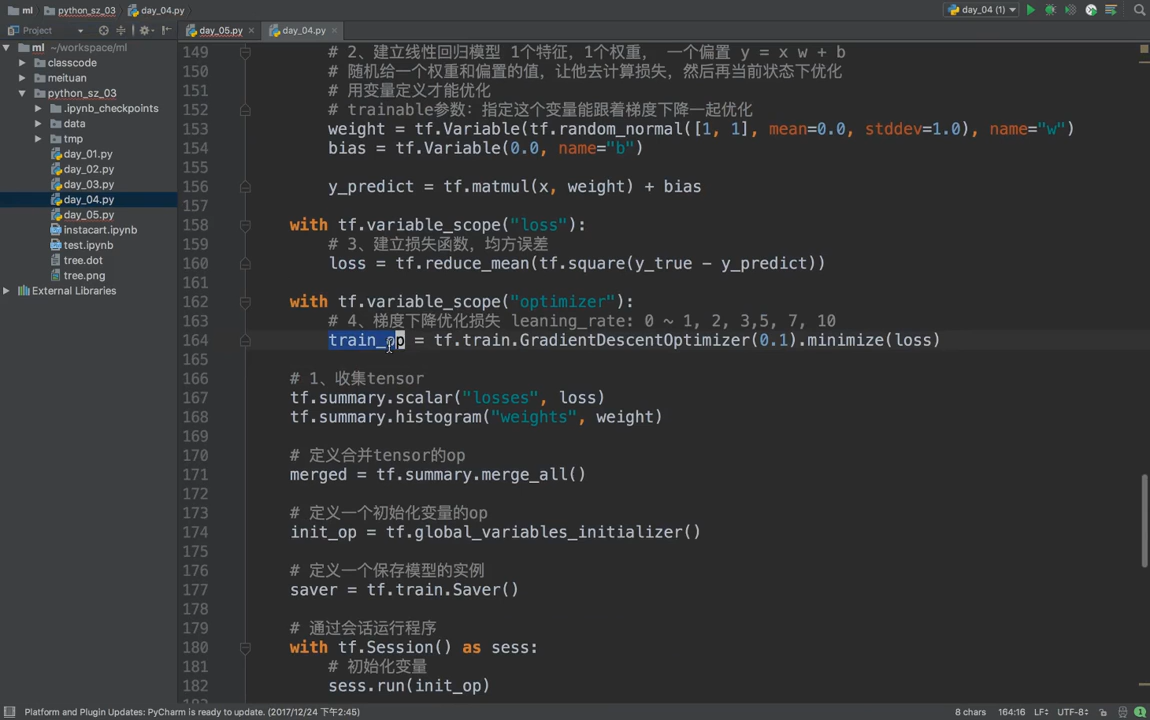 ml
python_sz_03
day_04.py
day_04 (1)
Project
day_05.py
day_04.py
ml ~/workspace/ml
classcode
meituan
python_sz_03
.ipynb_checkpoints
data
tmp
day_01.py
day_02.py
day_03.py
day_04.py
day_05.py
instacart.ipynb
test.ipynb
tree.dot
tree.png
External Libraries
149 # 2、建立线性回归模型 1个特征，1个权重， 一个偏置 y = x w + b
150 # 随机给一个权重和偏置的值，让他去计算损失，然后再当前状态下优化
151 # 用变量定义才能优化
152 # trainable参数：指定这个变量能跟着梯度下降一起优化
153 weight = tf.Variable(tf.random_normal([1, 1], mean=0.0, stddev=1.0), name="w")
154 bias = tf.Variable(0.0, name="b")
155
156 y_predict = tf.matmul(x, weight) + bias
157
158 with tf.variable_scope("loss"):
159 # 3、建立损失函数，均方误差
160 loss = tf.reduce_mean(tf.square(y_true - y_predict))
161
162 with tf.variable_scope("optimizer"):
163 # 4、梯度下降优化损失 leaning_rate: 0 ~ 1, 2, 3,5, 7, 10
164 train_op = tf.train.GradientDescentOptimizer(0.1).minimize(loss)
165
166 # 1、收集tensor
167 tf.summary.scalar("losses", loss)
168 tf.summary.histogram("weights", weight)
169
170 # 定义合并tensor的op
171 merged = tf.summary.merge_all()
172
173 # 定义一个初始化变量的op
174 init_op = tf.global_variables_initializer()
175
176 # 定义一个保存模型的实例
177 saver = tf.train.Saver()
178
179 # 通过会话运行程序
180 with tf.Session() as sess:
181 # 初始化变量
182 sess.run(init_op)
Platform and Plugin Updates: PyCharm is ready to update. (2017/12/24 下午2:45)
8 chars 164:16 LF÷ UTF-8÷